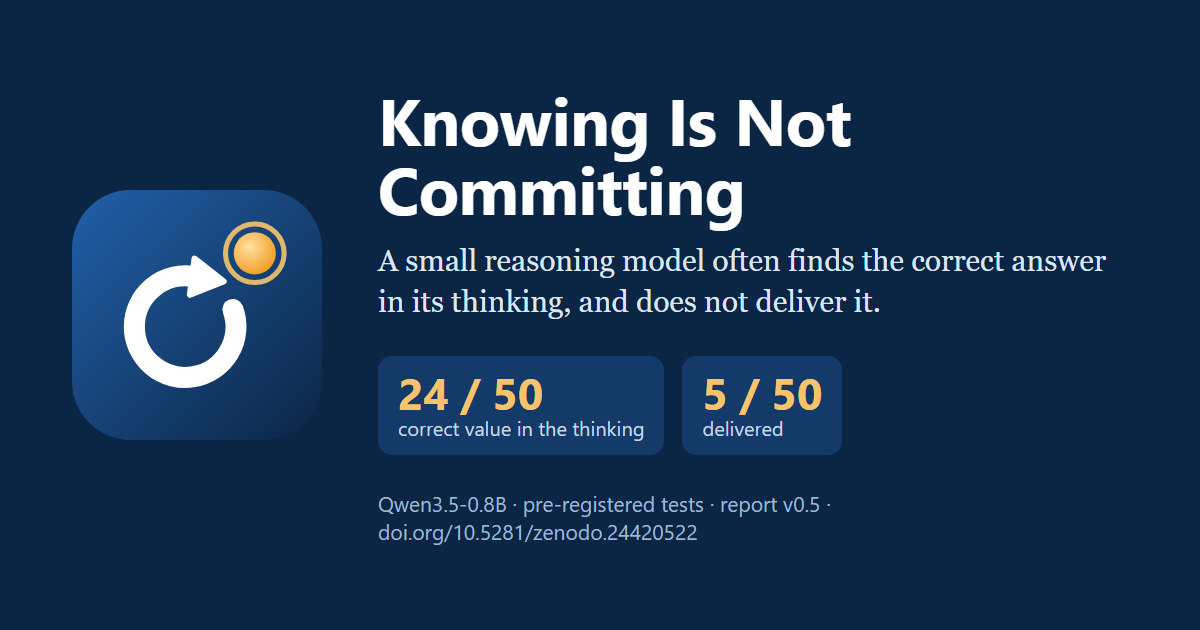 Knowing Is Not
Committing
A small reasoning model often finds the correct answer
in its thinking, and does not deliver it.
24 / 50
correct value in the thinking
5 / 50
delivered
Qwen3.5-0.8B · pre-registered tests · report v0.5 ·
doi.org/10.5281/zenodo.24420522